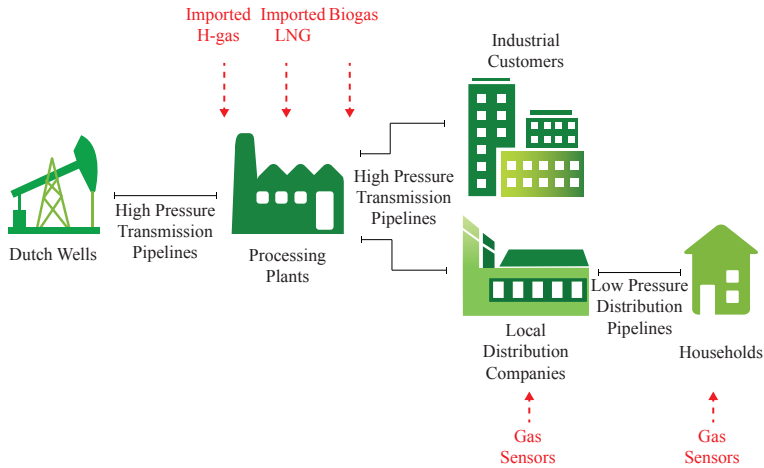 Imported
H-gas
Imported
LNG
Biogas
Industrial
Customers
High Pressure
Transmission
Pipelines
High Pressure
Transmission
Pipelines
Dutch Wells
Processing
Plants
Low Pressure
Distribution
Pipelines
Local
Distribution
Companies
Households
Gas
Sensors
Gas
Sensors